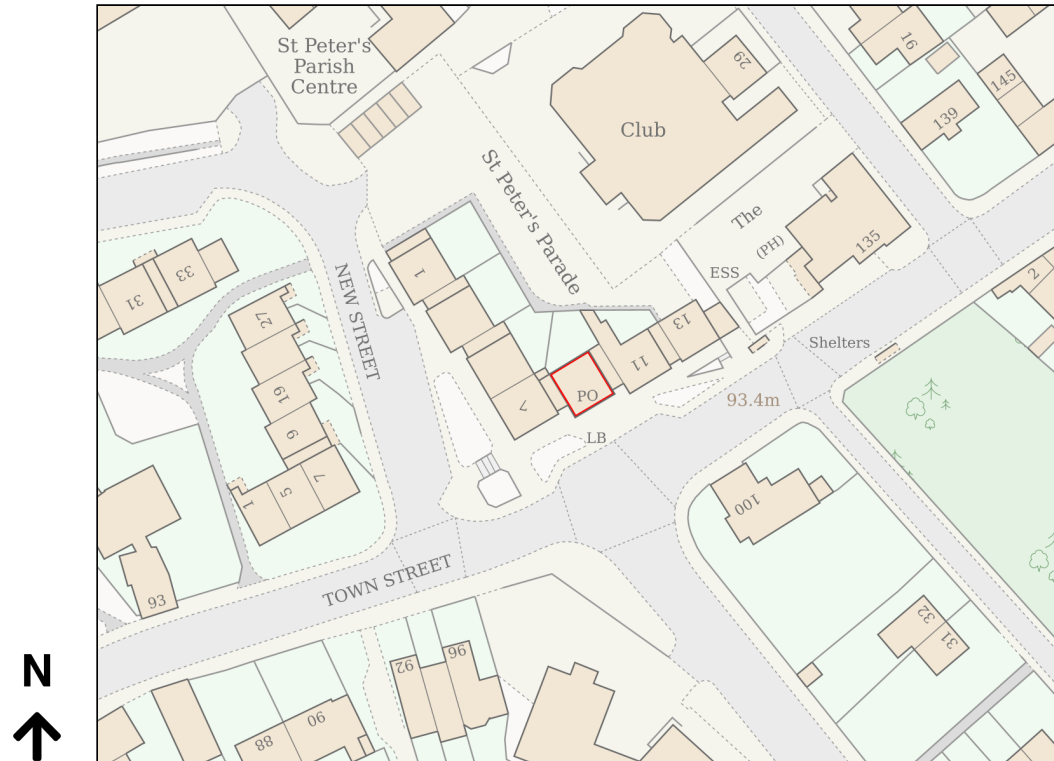 St Peter's
Parish
Centre
29
16
145
139
Club
St Peter's Parade
The
(PH)
135
ESS
33
31
NEW STREET
1
27
19
9
7
5
1
13
11
PO
LB
Shelters
2
93.4m
100
93
TOWN STREET
32
31
92
96
90
88
N